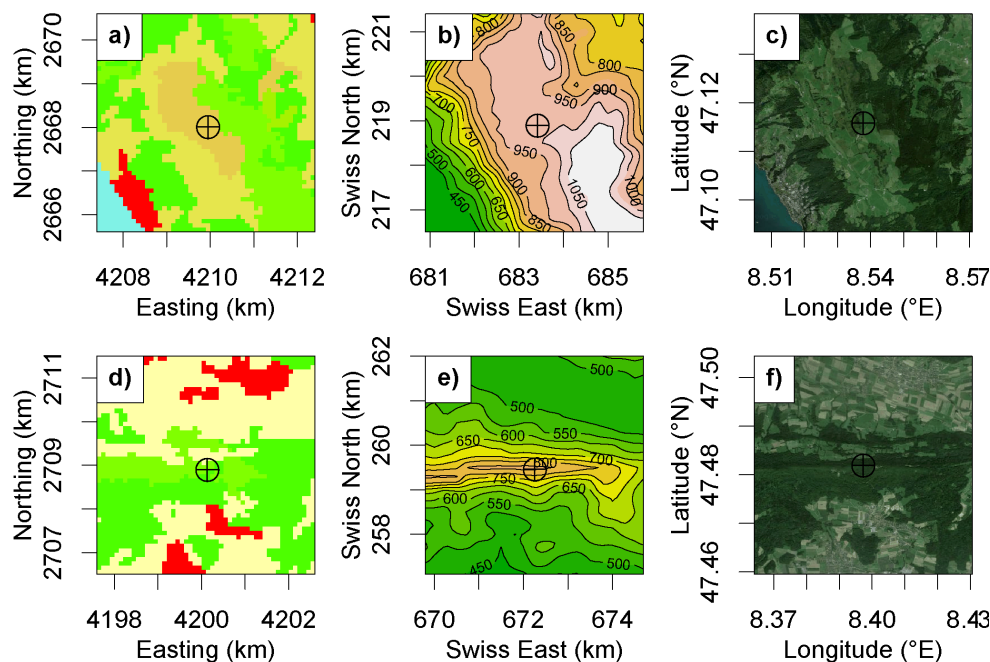 a)
2670
2668
2666
Northing (km)
4208 4210 4212
Easting (km)
b)
221
219
217
Swiss North (km)
800 850 800 900 950 950 700 750 500 600 650 450 900 850 1050 1000
681 683 685
Swiss East (km)
c)
47.12
47.10
Latitude (°N)
8.51 8.54 8.57
Longitude (°E)
d)
2711
2709
2707
Northing (km)
4198 4200 4202
Easting (km)
e)
262
260
258
Swiss North (km)
500 500 550 600 650 700 800 750 650 600 550 500 450
670 672 674
Swiss East (km)
f)
47.50
47.48
47.46
Latitude (°N)
8.37 8.40 8.43
Longitude (°E)